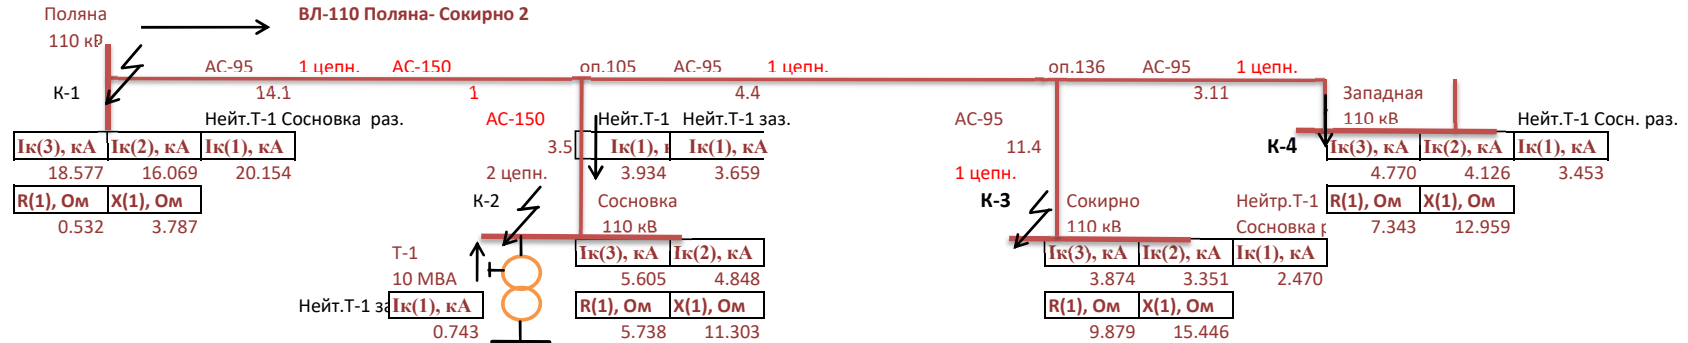 Поляна ВЛ-110 Поляна- Сокирно 2
110 кВ
АС-95 1 цепн. АС-150 оп.105 АС-95 1 цепн. оп.136 АС-95 1 цепн.
К-1 14.1 1 4.4 3.11 Западная
Нейт.Т-1 Сосновка раз. АС-150 Нейт.Т-1 Нейт.Т-1 заз. АС-95 110 кВ Нейт.Т-1 Сосн. раз.
Iк(3), кА Iк(2), кА Iк(1), кА 3.5 Iк(1), к Iк(1), кА 11.4 К-4 Iк(3), кА Iк(2), кА Iк(1), кА
18.577 16.069 20.154 2 цепн. 3.934 3.659 1 цепн. 4.770 4.126 3.453
R(1), Ом X(1), Ом К-2 Сосновка К-3 Сокирно Нейтр.Т-1 R(1), Ом X(1), Ом
0.532 3.787 110 кВ 110 кВ Сосновка р 7.343 12.959
Т-1 Iк(3), кА Iк(2), кА Iк(3), кА Iк(2), кА Iк(1), кА
10 МВА 5.605 4.848 3.874 3.351 2.470
Нейт.Т-1 за Iк(1), кА R(1), Ом X(1), Ом R(1), Ом X(1), Ом
0.743 5.738 11.303 9.879 15.446